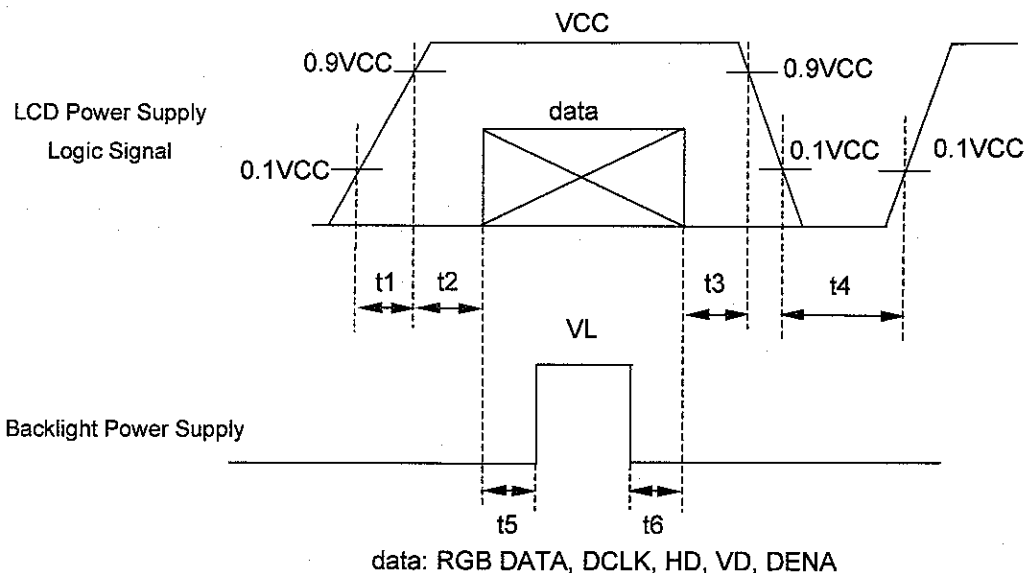 VCC
0.9VCC
0.9VCC
LCD Power Supply
Logic Signal
data
0.1VCC
0.1VCC
0.1VCC
t1
t2
t3
t4
VL
Backlight Power Supply
t5
t6
data: RGB DATA, DCLK, HD, VD, DENA